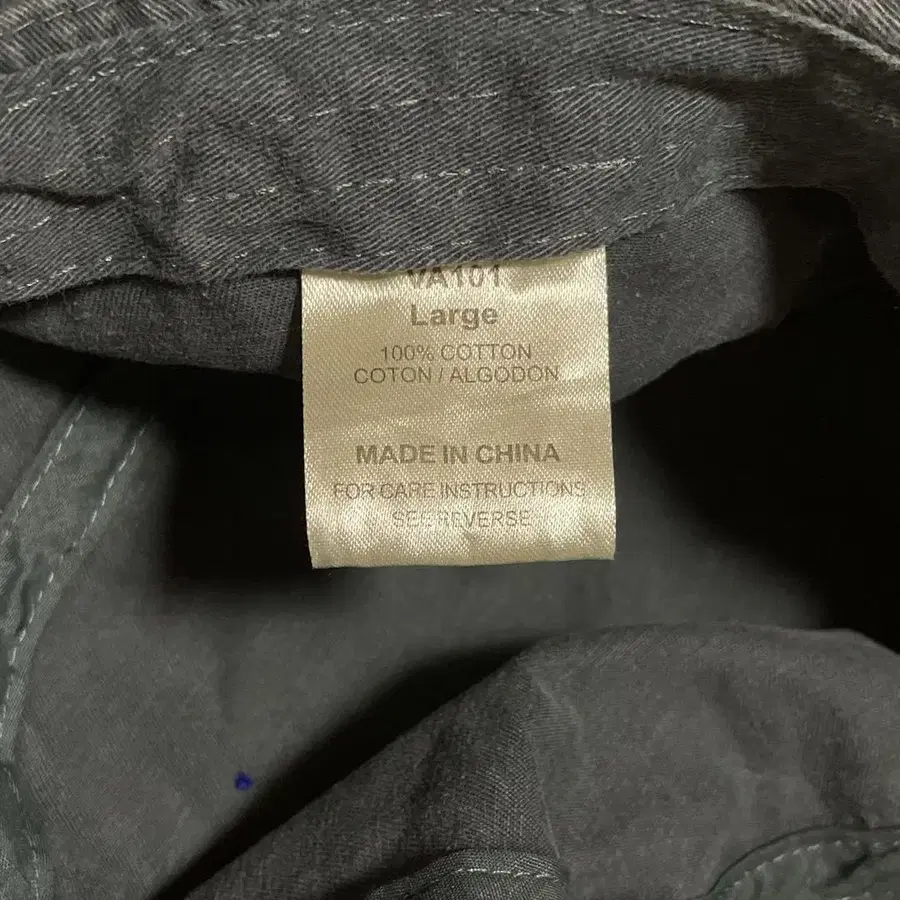 VA101
Large
100% COTTON
COTON / ALGODON
MADE IN CHINA
FOR CARE INSTRUCTIONS
SEE REVERSE